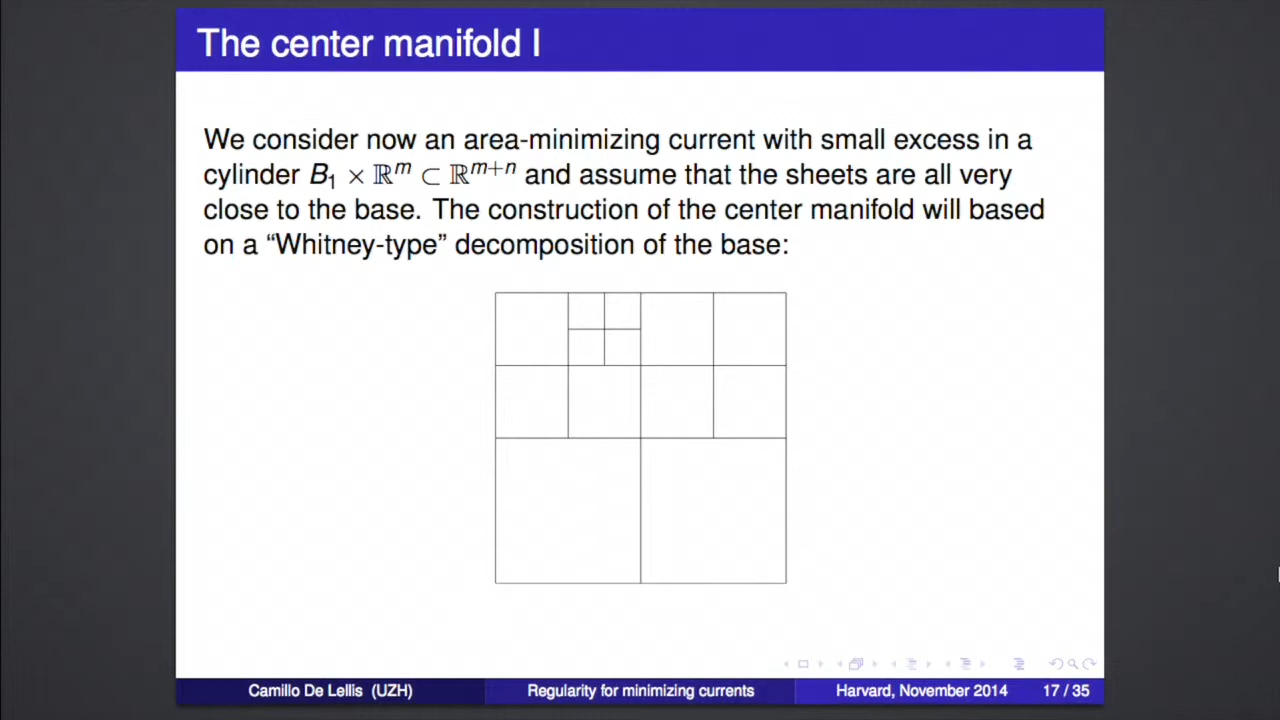 The center manifold I
We consider now an area-minimizing current with small excess in a
cylinder B₁ × ℝᵐ ⊂ ℝᵐ⁺ⁿ and assume that the sheets are all very
close to the base. The construction of the center manifold will based
on a “Whitney-type” decomposition of the base:
Camillo De Lellis (UZH)
Regularity for minimizing currents
Harvard, November 2014
17 / 35